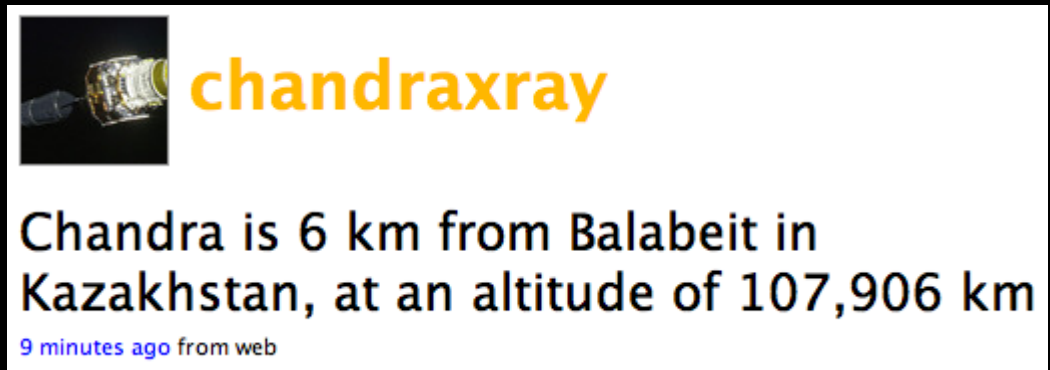 chandraxray
Chandra is 6 km from Balabeit in
Kazakhstan, at an altitude of 107,906 km
9 minutes ago from web